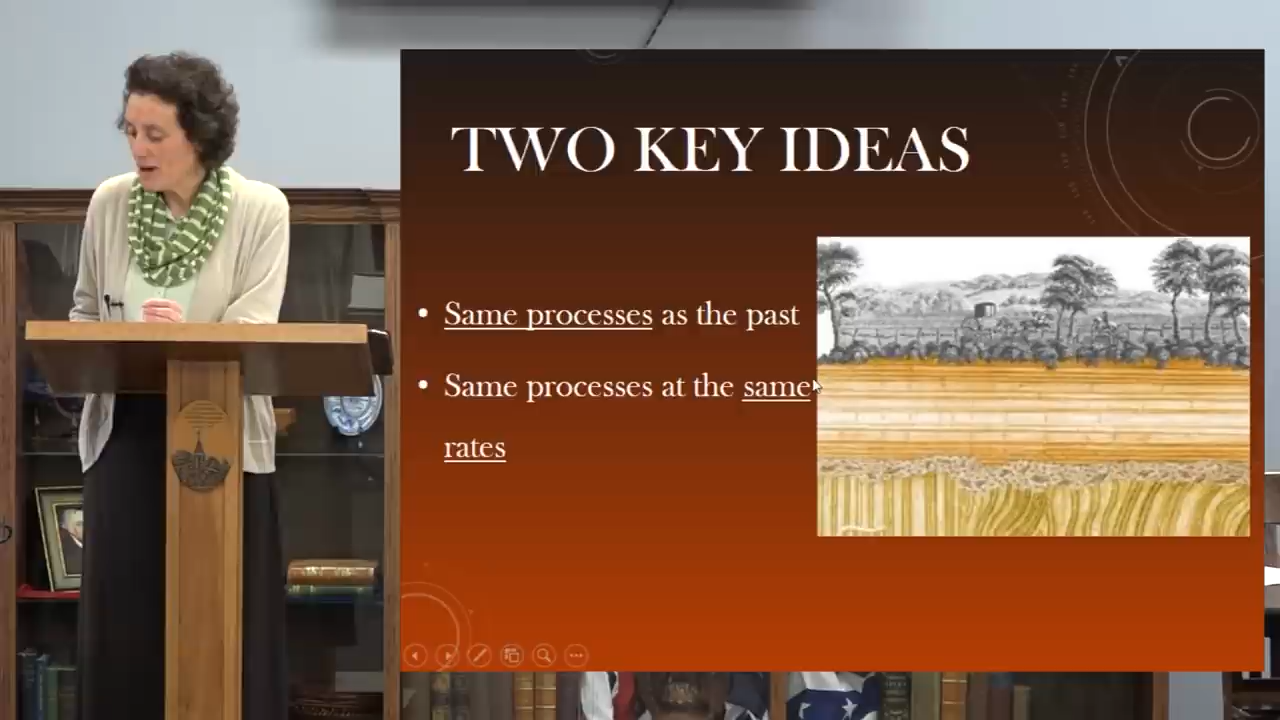 TWO KEY IDEAS
• Same processes as the past
• Same processes at the same
rates